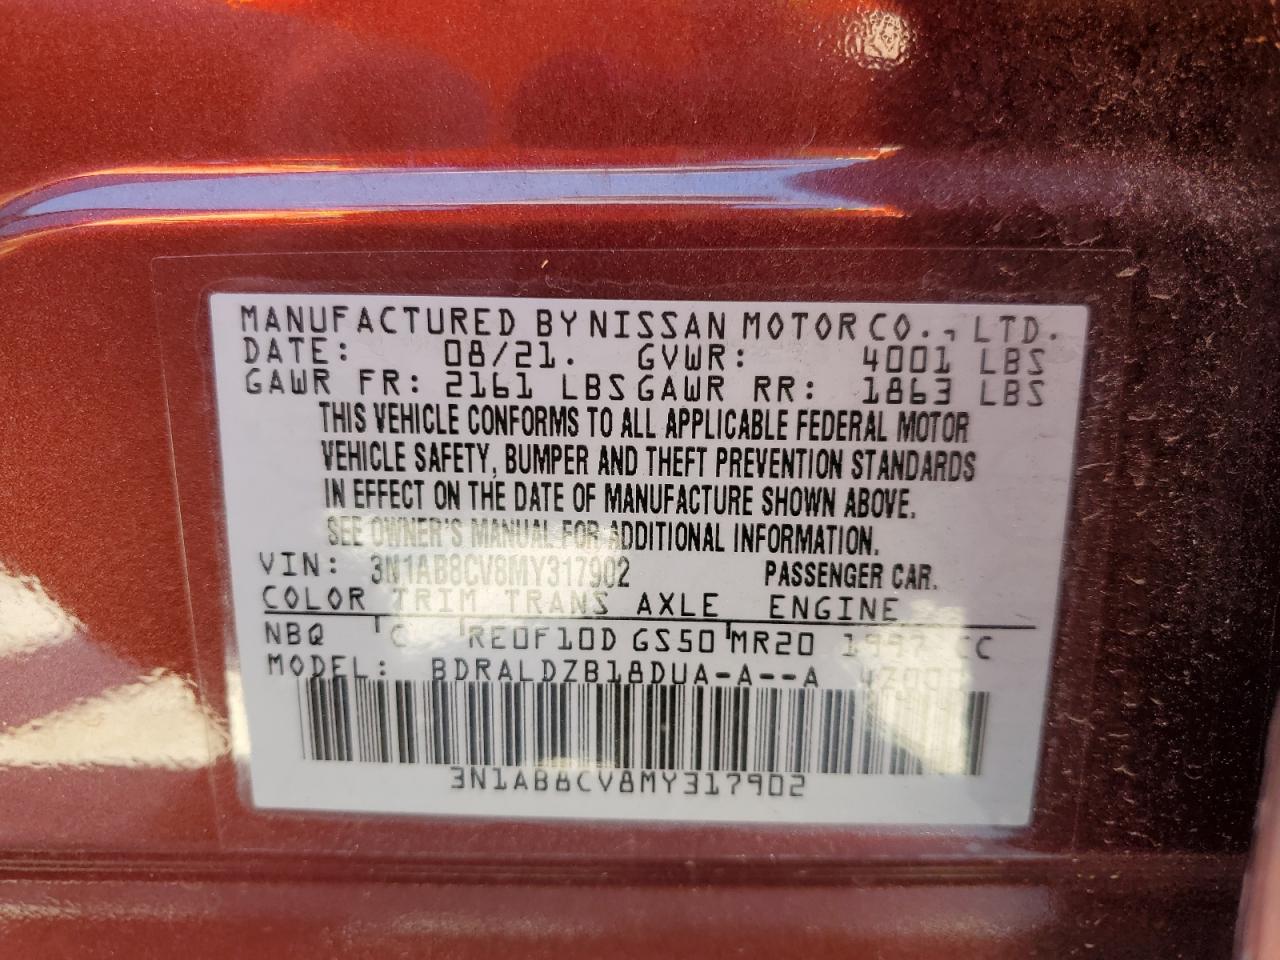 MANUFACTURED BY NISSAN MOTOR CO., LTD.
DATE: 08/21. GVWR: 4001 LBS
GAWR FR: 2161 LBS GAWR RR: 1863 LBS
THIS VEHICLE CONFORMS TO ALL APPLICABLE FEDERAL MOTOR
VEHICLE SAFETY, BUMPER AND THEFT PREVENTION STANDARDS
IN EFFECT ON THE DATE OF MANUFACTURE SHOWN ABOVE.
SEE OWNER'S MANUAL FOR ADDITIONAL INFORMATION.
VIN: 3N1AB8CV8MY317902 PASSENGER CAR.
COLOR TRIM TRANS AXLE ENGINE
NBQ C RE0F10D GS50 MR20 1997 CC
MODEL: BDRALDZB18DUA-A--A
3N1AB8CV8MY317902